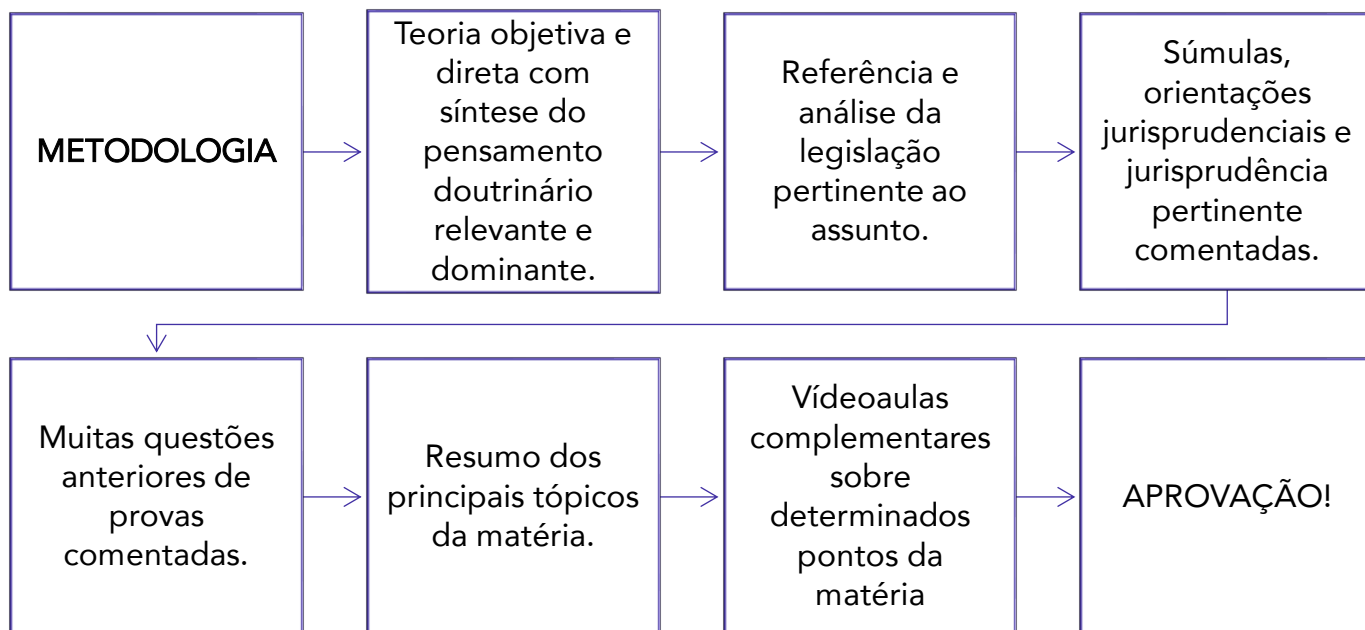 METODOLOGIA
Teoria objetiva e
direta com
síntese do
pensamento
doutrinário
relevante e
dominante.
Referência e
análise da
legislação
pertinente ao
assunto.
Súmulas,
orientações
jurisprudenciais e
jurisprudência
pertinente
comentadas.
Muitas questões
anteriores de
provas
comentadas.
Resumo dos
principais tópicos
da matéria.
Vídeoaulas
complementares
sobre
determinados
pontos da
matéria
APROVAÇÃO!